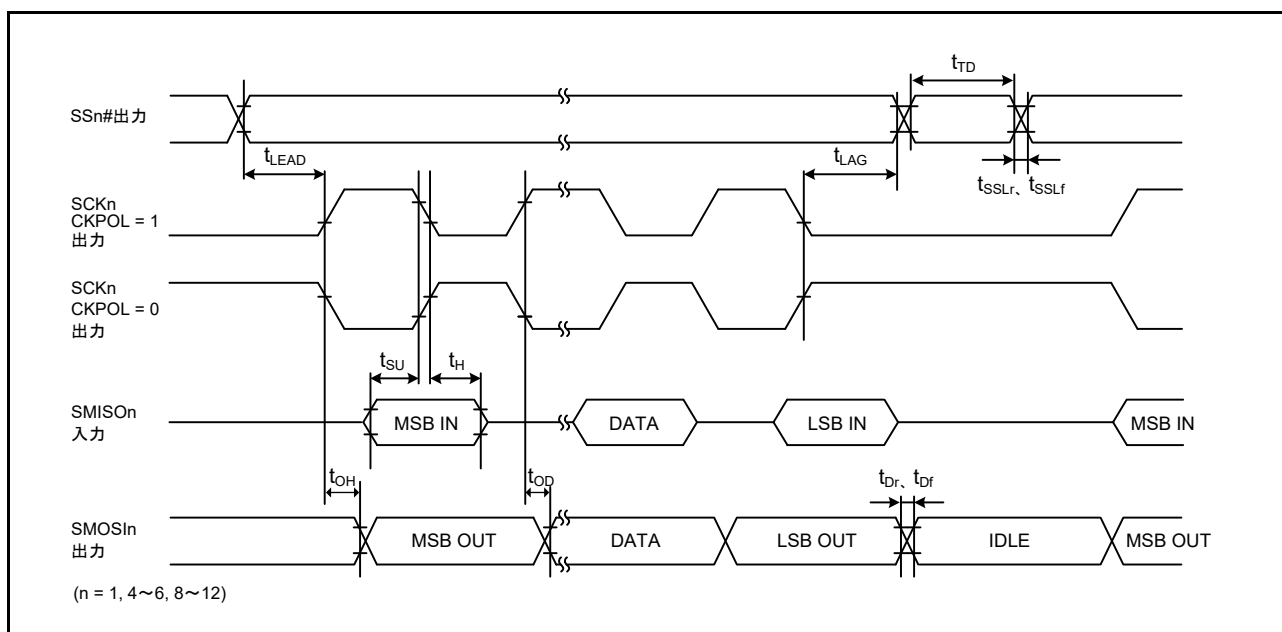 tTD
SSn#出力
tLEAD
tLAG
tSSLr、tSSLf
SCKn
CKPOL = 1
出力
SCKn
CKPOL = 0
出力
tSU
tH
SMISOn
入力
MSB IN
DATA
LSB IN
MSB IN
tOH
tOD
tDr、tDf
SMOSIn
出力
MSB OUT
DATA
LSB OUT
IDLE
MSB OUT
(n = 1, 4～6, 8～12)